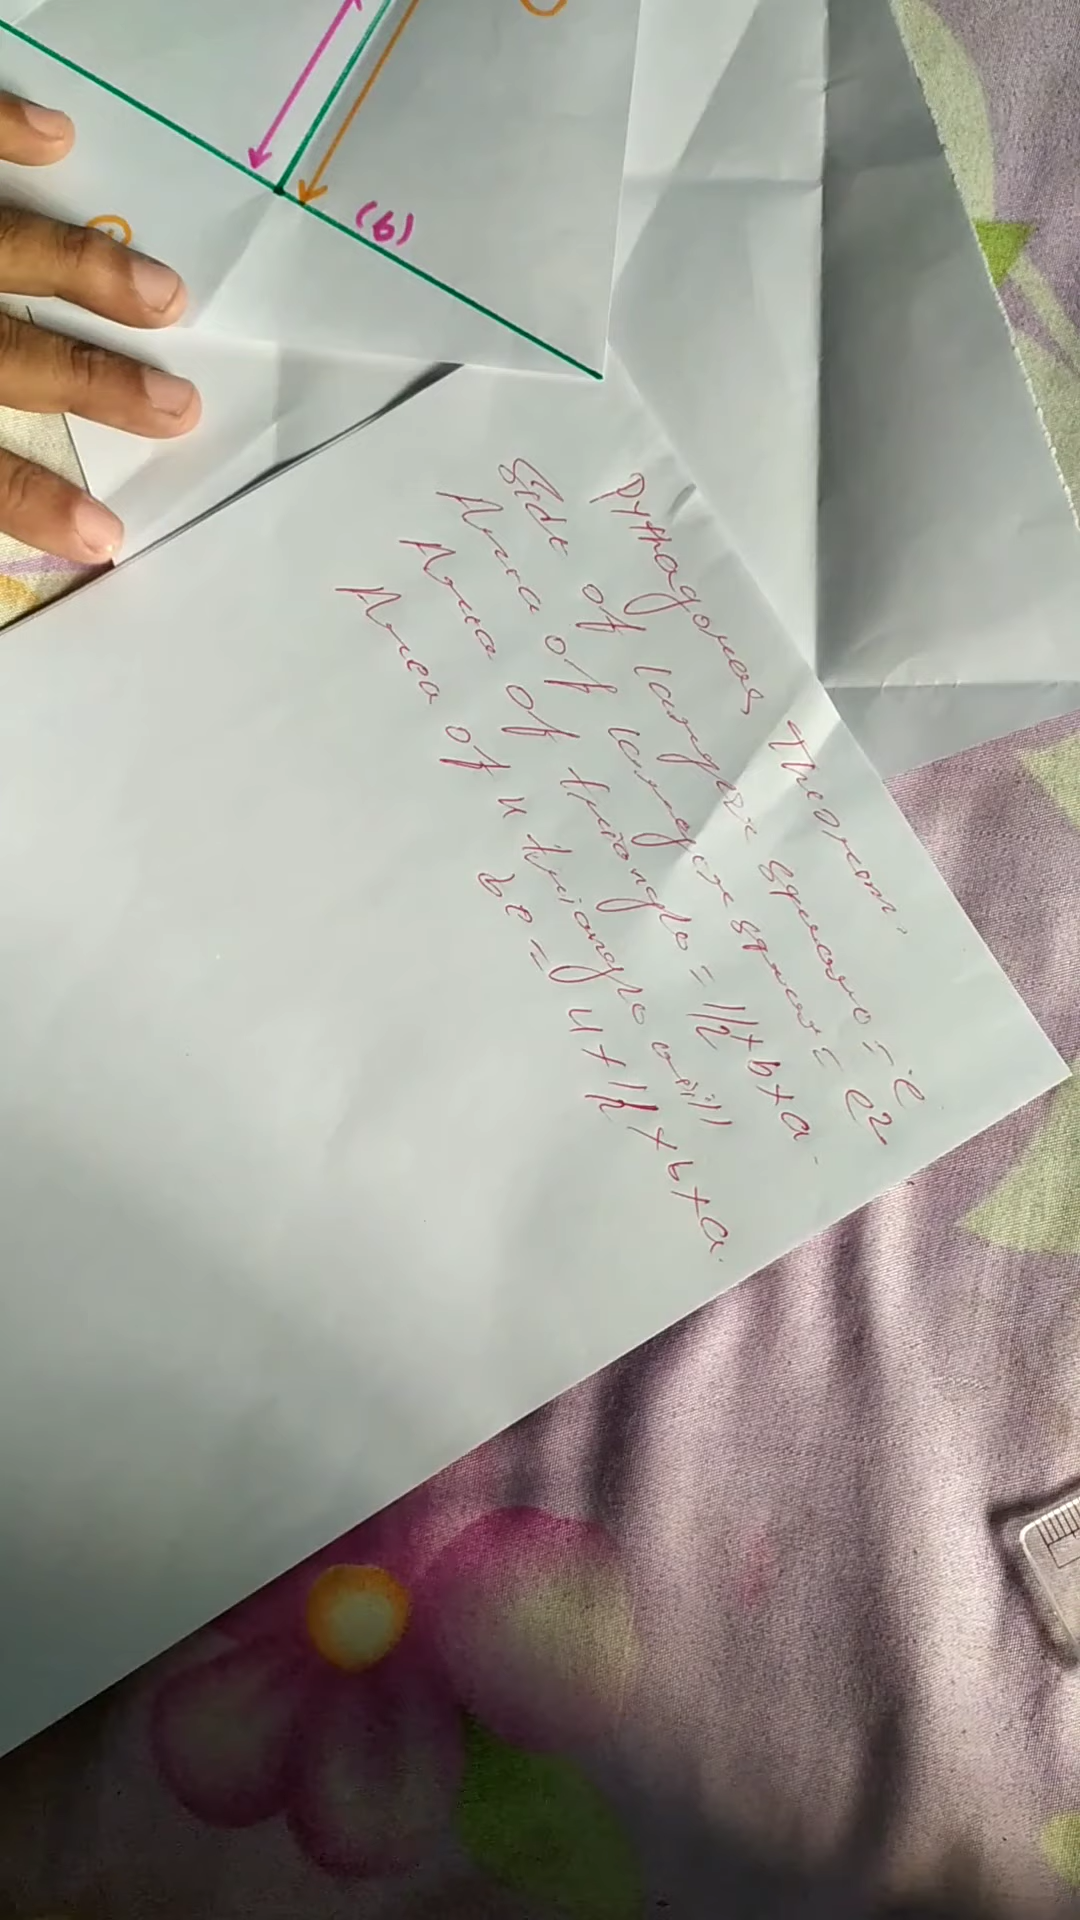 (b)
Pythagoras Theorem.
Side of larger square = c
Area of larger square = c²
Area of triangle = 1/2 × b × a.
Area of 4 triangle will
be = 4 × 1/2 × b × a.